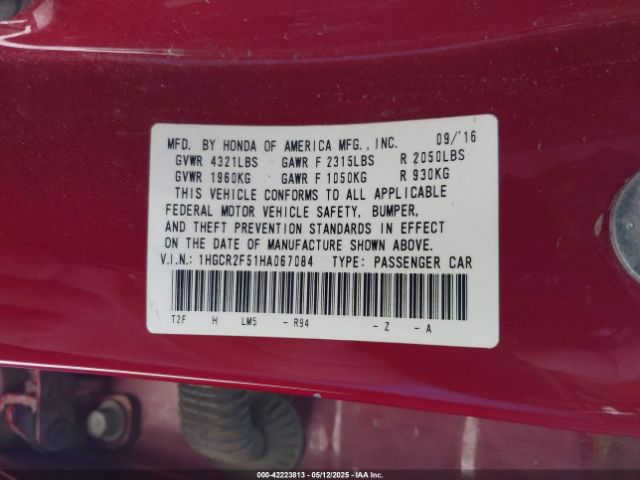 MFD. BY HONDA OF AMERICA MFG., INC. 09/'16
GVWR 4321LBS GAWR F 2315LBS R 2050LBS
GVWR 1960KG GAWR F 1050KG R 930KG
THIS VEHICLE CONFORMS TO ALL APPLICABLE
FEDERAL MOTOR VEHICLE SAFETY, BUMPER,
AND THEFT PREVENTION STANDARDS IN EFFECT
ON THE DATE OF MANUFACTURE SHOWN ABOVE.
V.I.N.: 1HGCR2F51HA067084 TYPE: PASSENGER CAR
T2F H LM5 - R94 - Z - A
000-42223813 - 05/12/2025 - IAA Inc.